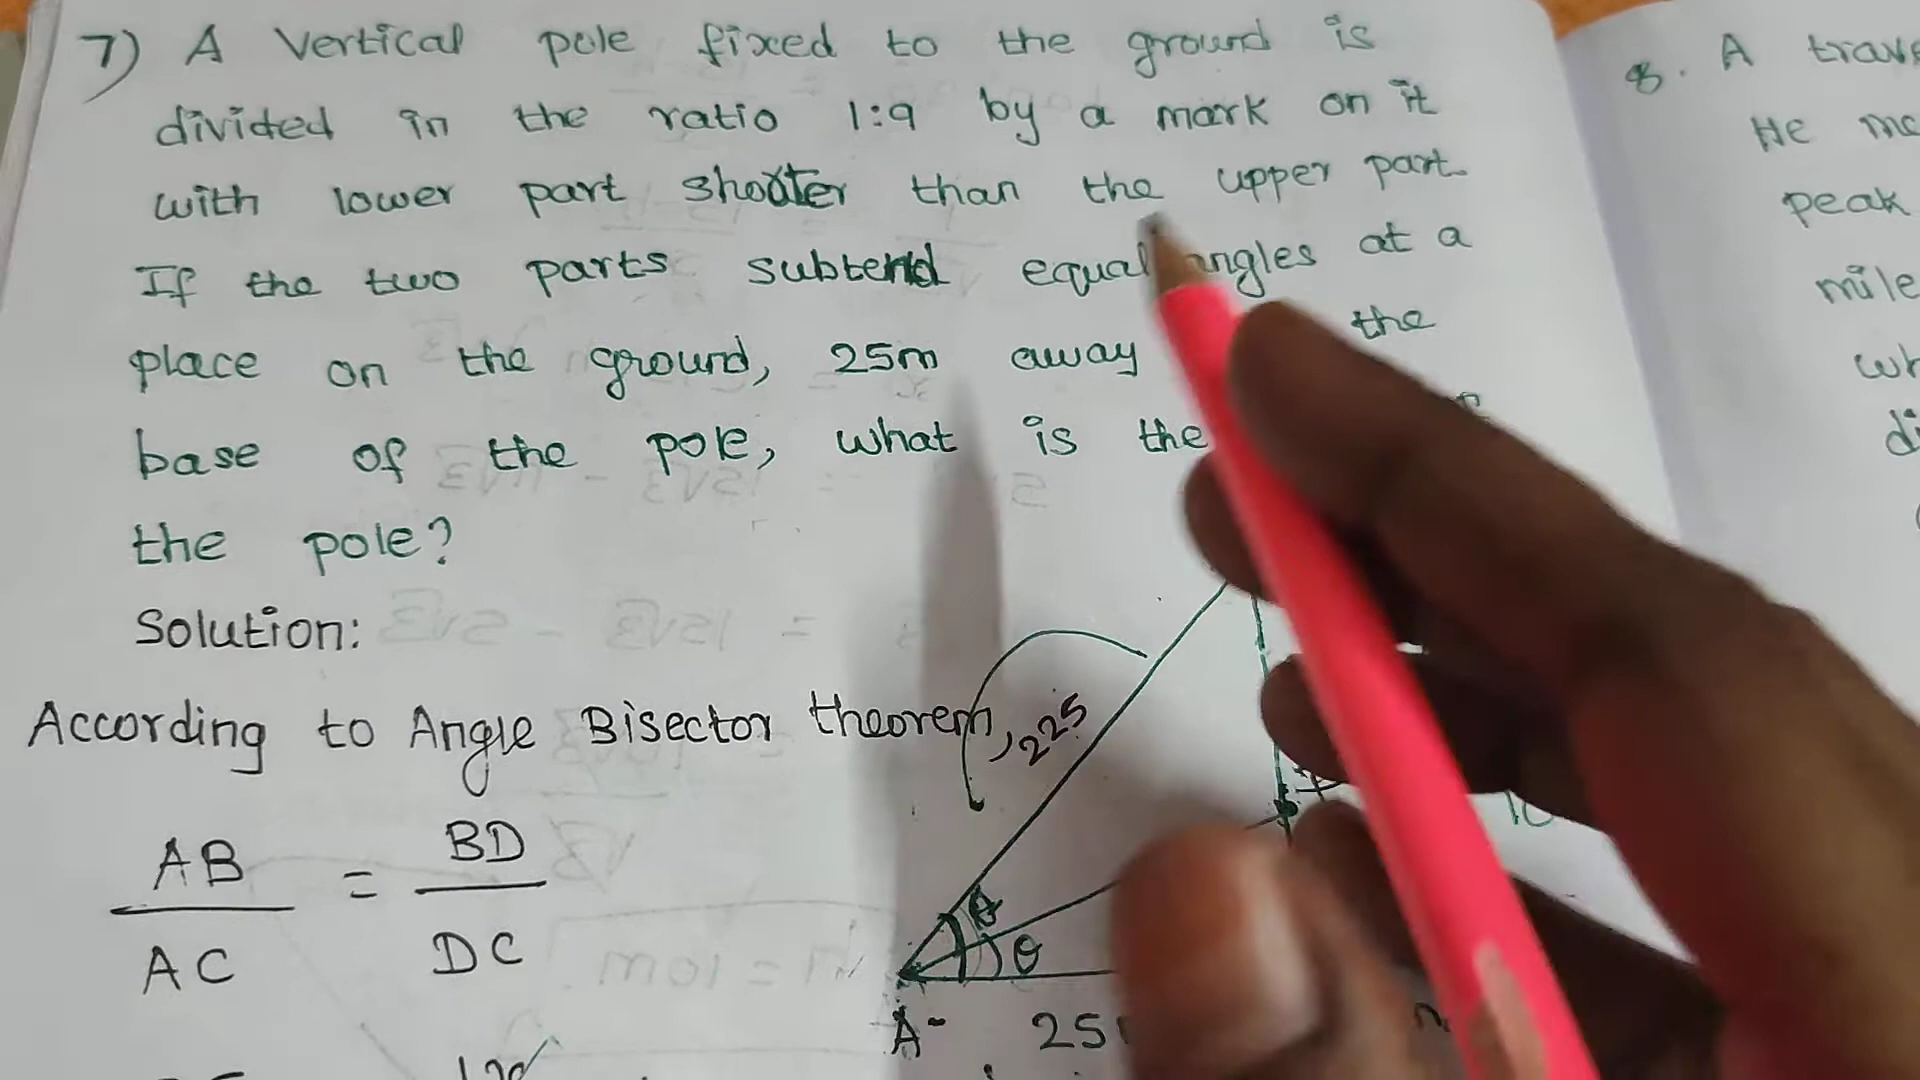 7) A Vertical pole fixed to the ground is
divided in the ratio 1:9 by a mark on it
with lower part shorter than the upper part.
If the two parts subtend equal angles at a
place on the ground, 25m away the
base of the pole, what is the
the pole?
Solution:
According to Angle Bisector theorem,
AB/AC = BD/DC
225
θ
θ
A 25
8. A
He
peak
mile